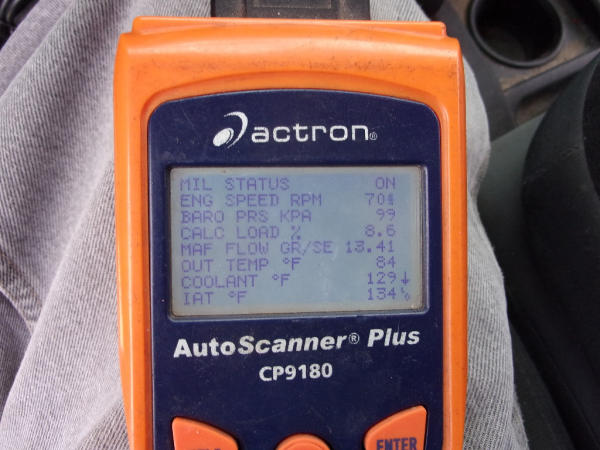 actron®
MIL STATUS ON
ENG SPEED RPM
BARO PRS KPA 99
CALC LOAD % 8.6
MAF FLOW GR/SE 13.41
OUT TEMP °F 84
COOLANT °F 129↓
IAT °F 134
AutoScanner® Plus
CP9180
ENTER